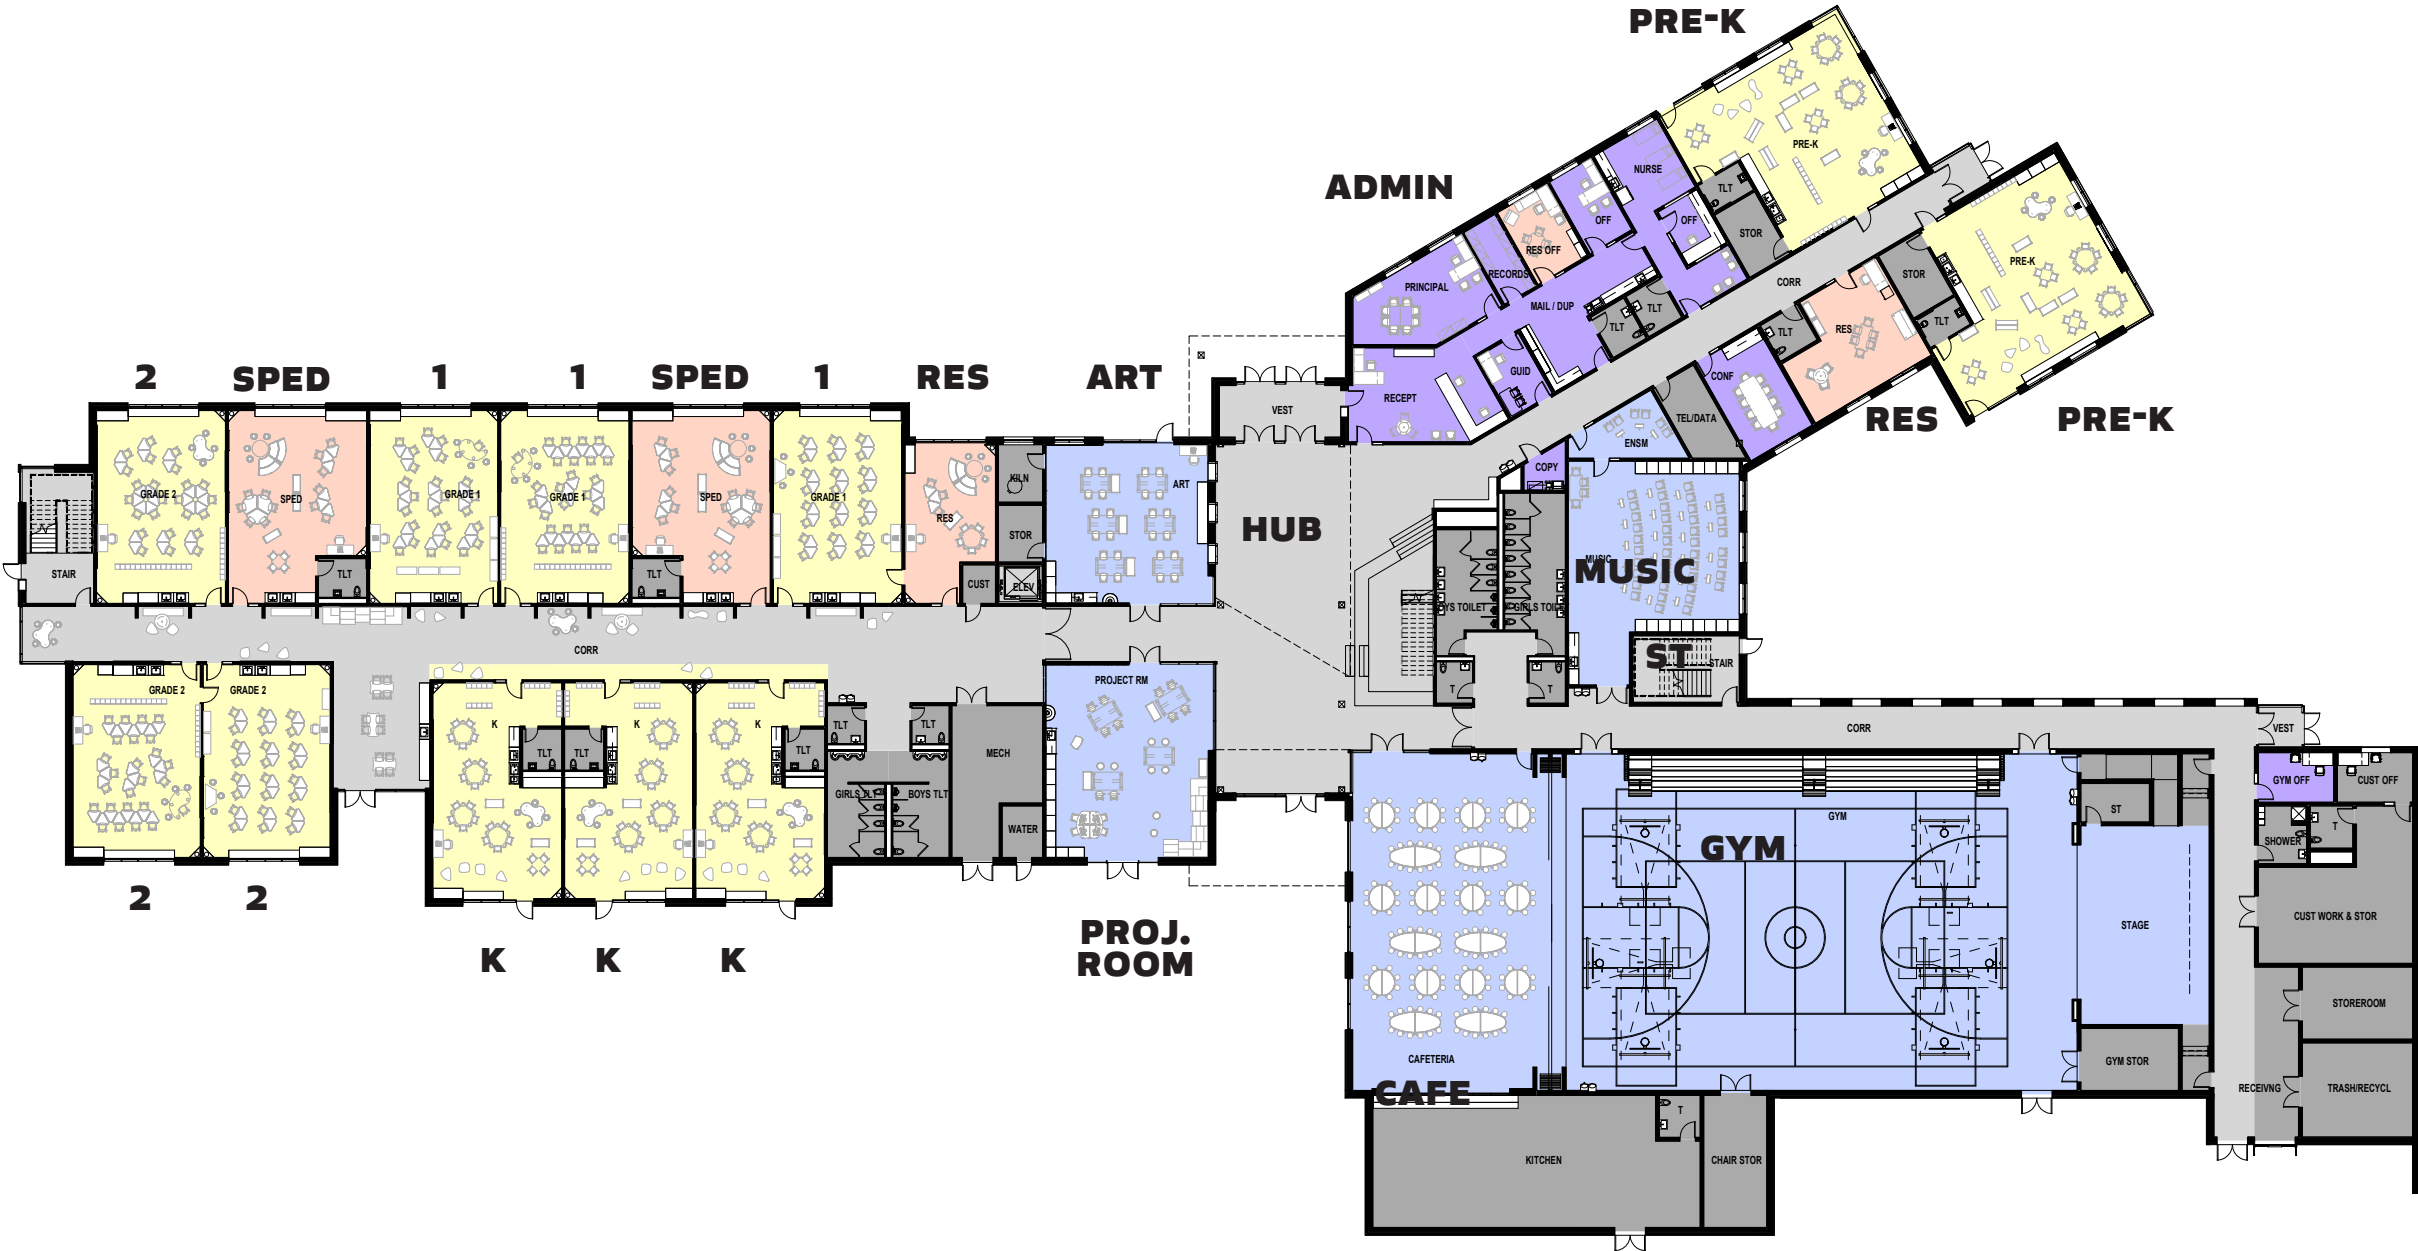 PRE-K
ADMIN
PRE-K
NURSE
TLT
OFF
OFF
STOR
RES OFF
RECORDS
PRINCIPAL
MAIL / DUP
TLT
TLT
CORR
PRE-K
STOR
TLT
RES
TLT
CONF
GUID
RECEPT
TEL/DATA
ENSM
COPY
RES
PRE-K
2
SPED
1
1
SPED
1
RES
ART
VEST
GRADE 2
SPED
GRADE 1
GRADE 1
SPED
GRADE 1
RES
KILN
STOR
ART
HUB
STAIR
TLT
TLT
CUST
ELEV
MUSIC
MUSIC
YS TOILET
GIRLS TOIL
ST
STAIR
T
T
CORR
GRADE 2
GRADE 2
K
K
K
TLT
TLT
TLT
TLT
TLT
GIRLS TLT
BOYS TLT
MECH
WATER
PROJECT RM
2
2
K
K
K
PROJ.
ROOM
CORR
VEST
GYM OFF
CUST OFF
ST
SHOWER
T
GYM
GYM
STAGE
CUST WORK & STOR
STOREROOM
CAFETERIA
CAFE
GYM STOR
RECEIVNG
TRASH/RECYCL
T
KITCHEN
CHAIR STOR